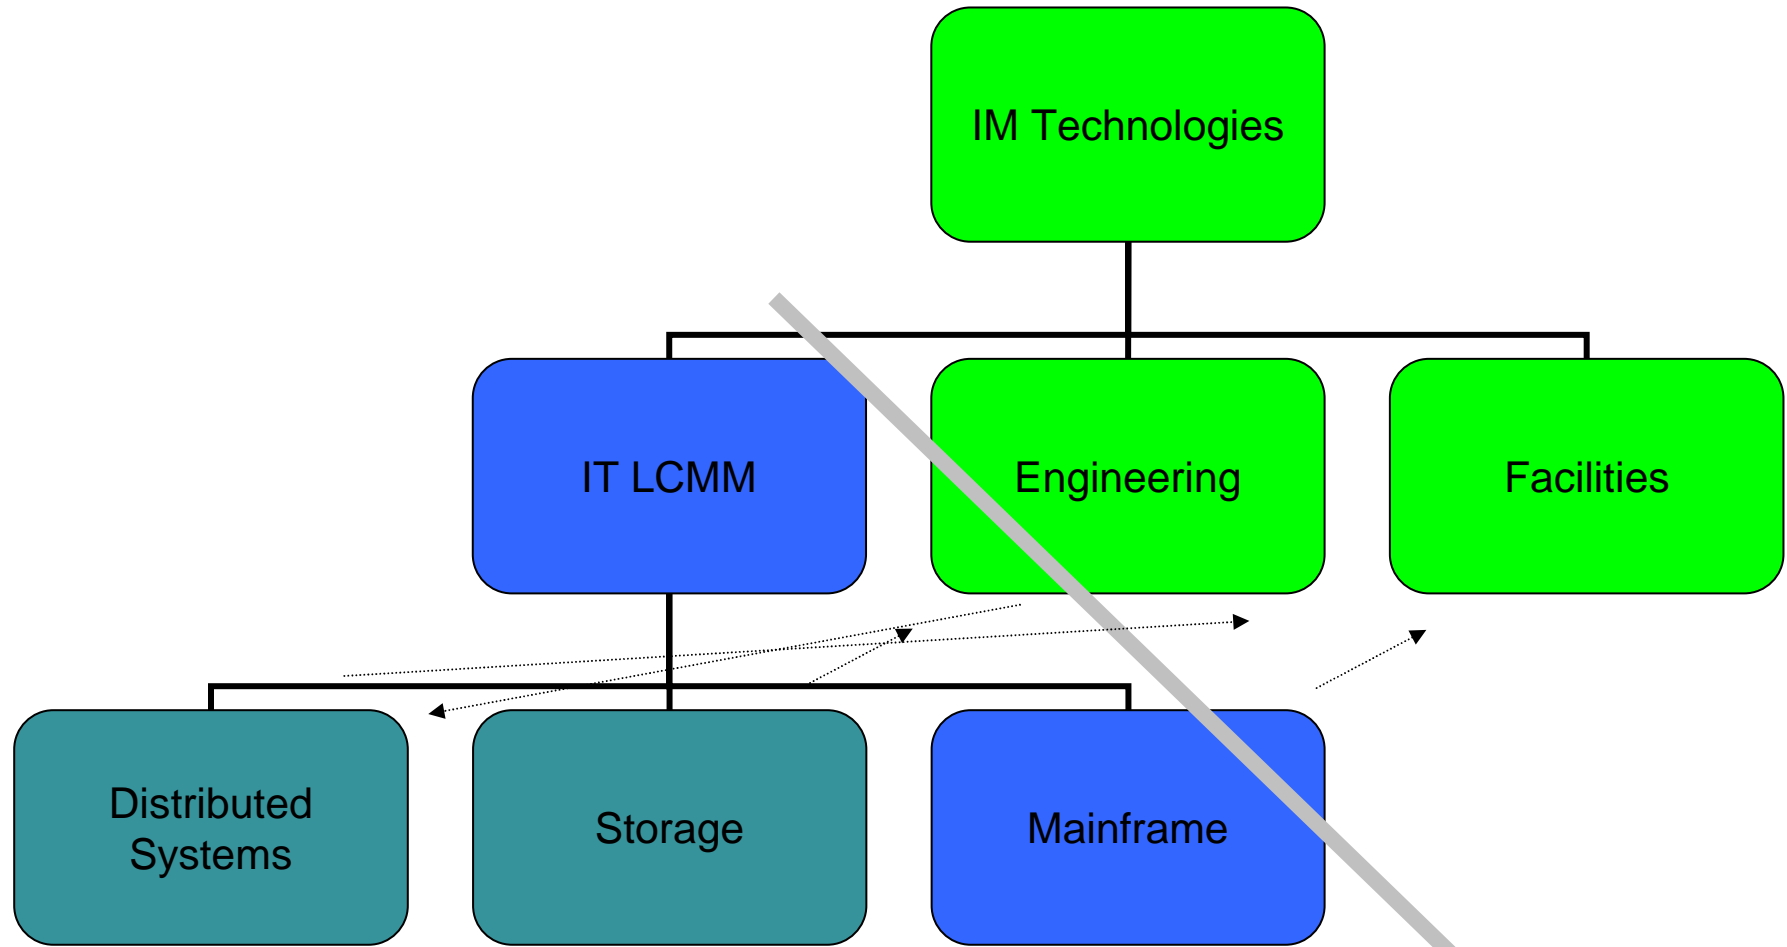 IM Technologies
IT LCMM
Engineering
Facilities
Distributed
Systems
Storage
Mainframe